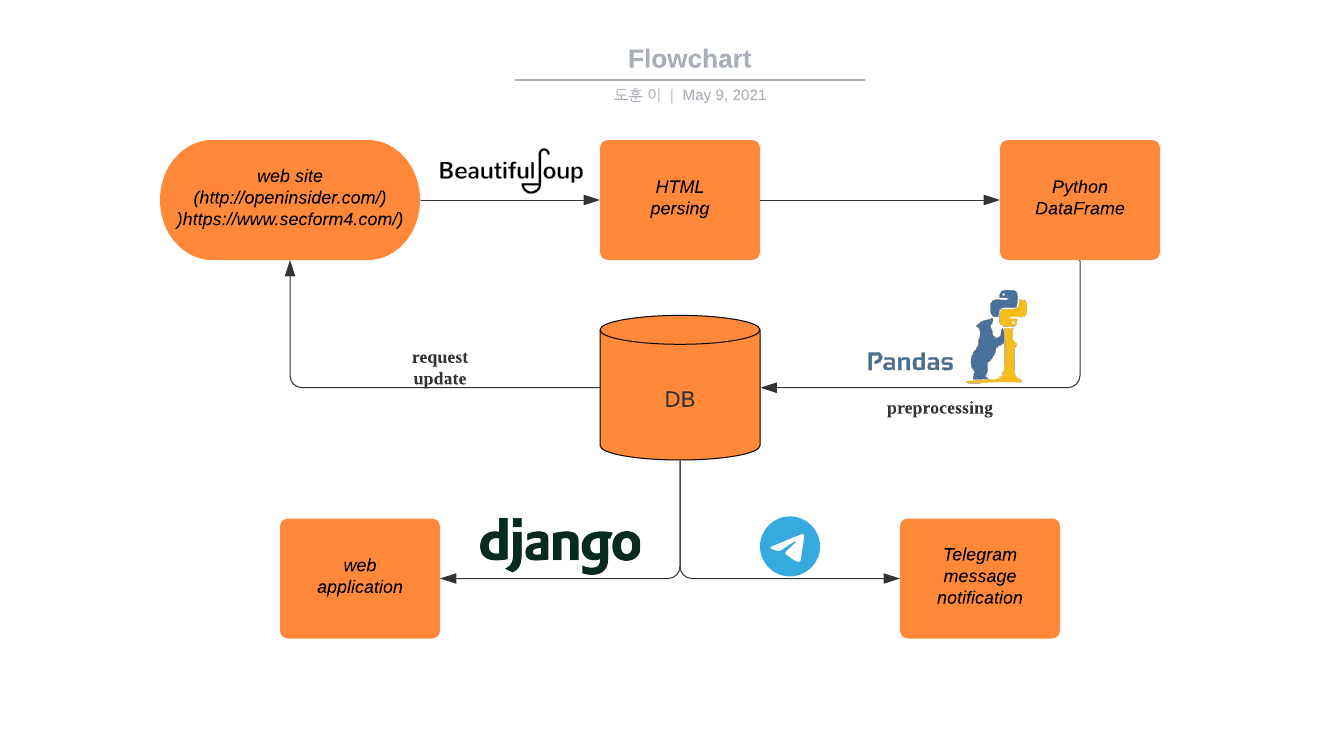 Flowchart
도훈 이 | May 9, 2021
web site
(http://openinsider.com/)
)https://www.secform4.com/)
BeautifulSoup
HTML
persing
Python
DataFrame
request
update
DB
Pandas
preprocessing
web
application
django
Telegram
message
notification